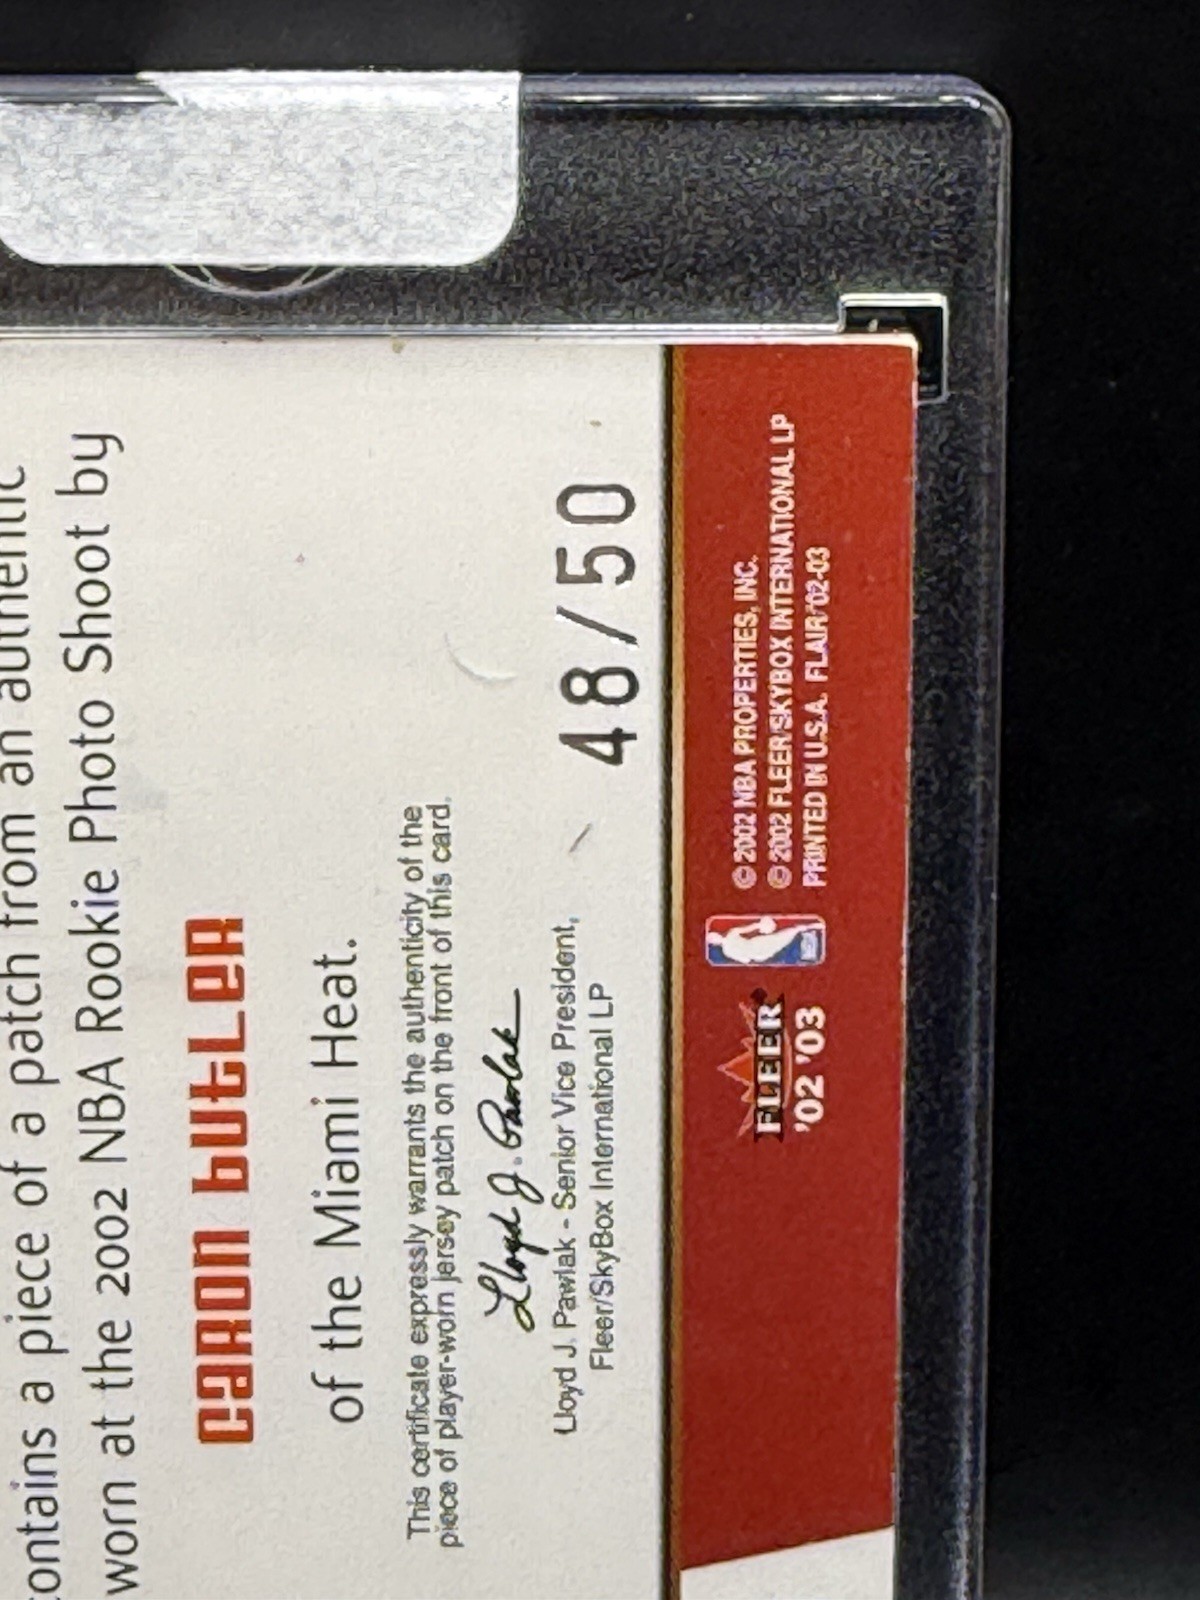 contains a piece of a patch from an authentic
worn at the 2002 NBA Rookie Photo Shoot by
CARON BUTLER
of the Miami Heat.
This certificate expressly warrants the authenticity of the
piece of player-worn jersey patch on the front of this card.
Lloyd J. Pawlak
Lloyd J. Pawlak - Senior Vice President,
Fleer/SkyBox International LP
48/50
FLEER®
'02 '03
© 2002 NBA PROPERTIES, INC.
© 2002 FLEER/SKYBOX INTERNATIONAL LP
PRINTED IN U.S.A. FLAIR '02-03